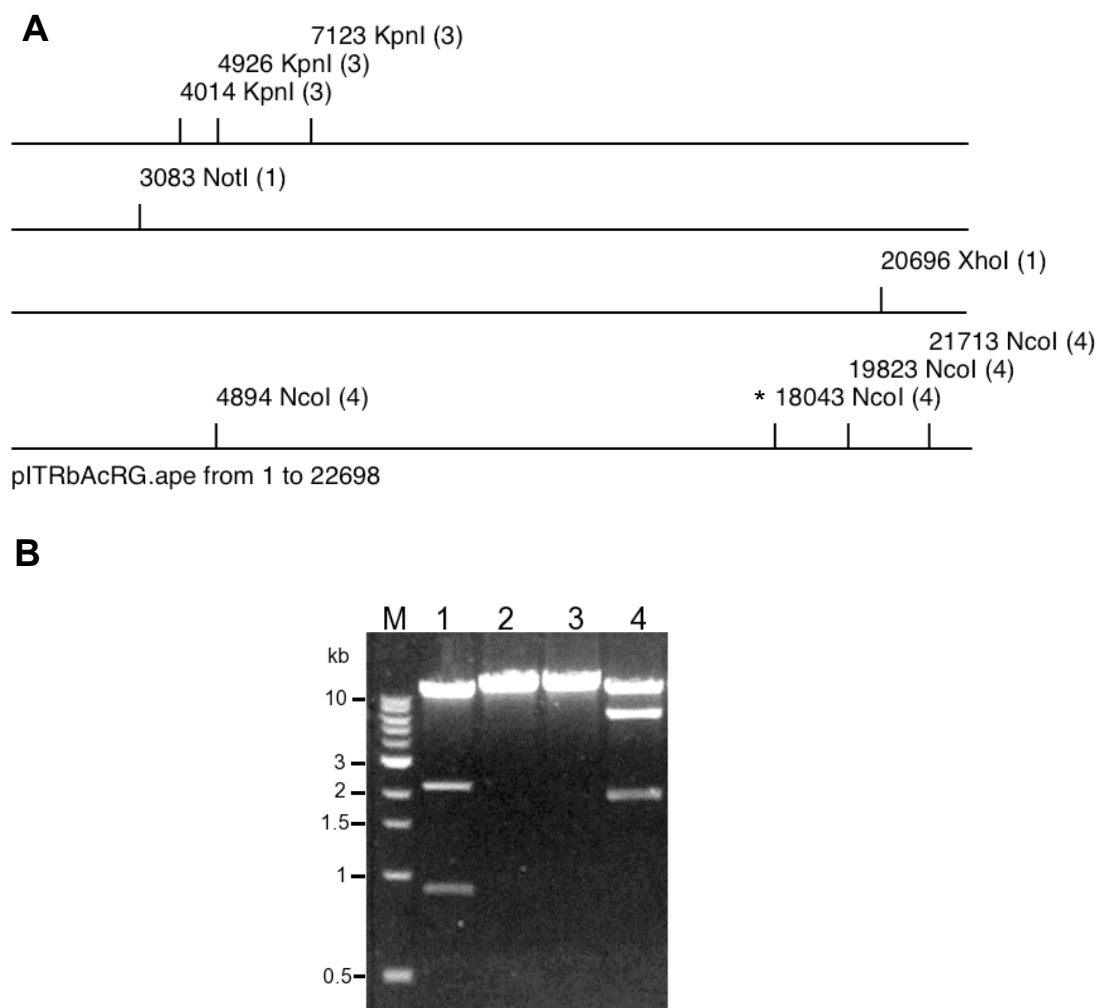 A
7123 KpnI (3)
4926 KpnI (3)
4014 KpnI (3)
3083 NotI (1)
20696 XhoI (1)
21713 NcoI (4)
19823 NcoI (4)
4894 NcoI (4) * 18043 NcoI (4)
pITRbAcRG.ape from 1 to 22698
B
M 1 2 3 4
kb
10
3
2
1.5
1
0.5